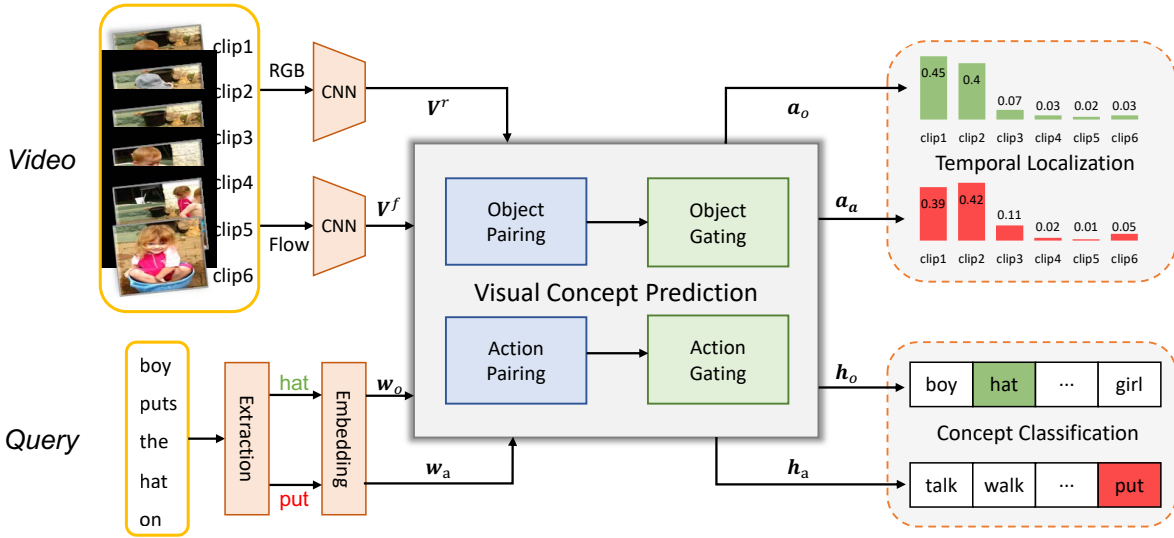 Video
clip1
clip2
clip3
clip4
clip5
clip6
RGB
Flow
CNN
CNN
V^r
V^f
Query
boy
puts
the
hat
on
Extraction
hat
put
Embedding
w_o
w_a
Object
Pairing
Object
Gating
Visual Concept Prediction
Action
Pairing
Action
Gating
a_o
a_a
h_o
h_a
0.45 0.4 0.07 0.03 0.02 0.03
clip1 clip2 clip3 clip4 clip5 clip6
Temporal Localization
0.39 0.42 0.11 0.02 0.01 0.05
clip1 clip2 clip3 clip4 clip5 clip6
boy hat ... girl
Concept Classification
talk walk ... put